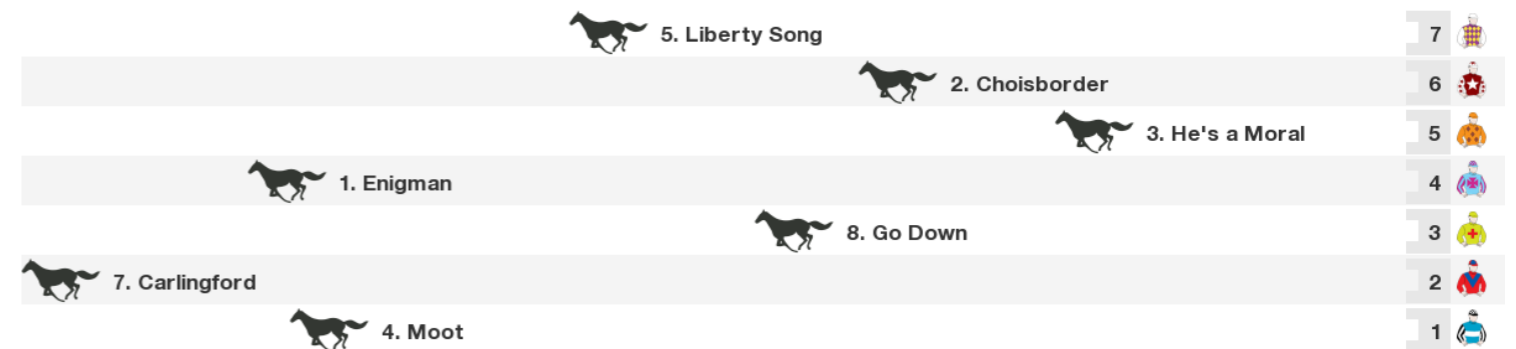 5. Liberty Song 7
2. Choisborder 6
3. He's a Moral 5
1. Enigman 4
8. Go Down 3
7. Carlingford 2
4. Moot 1